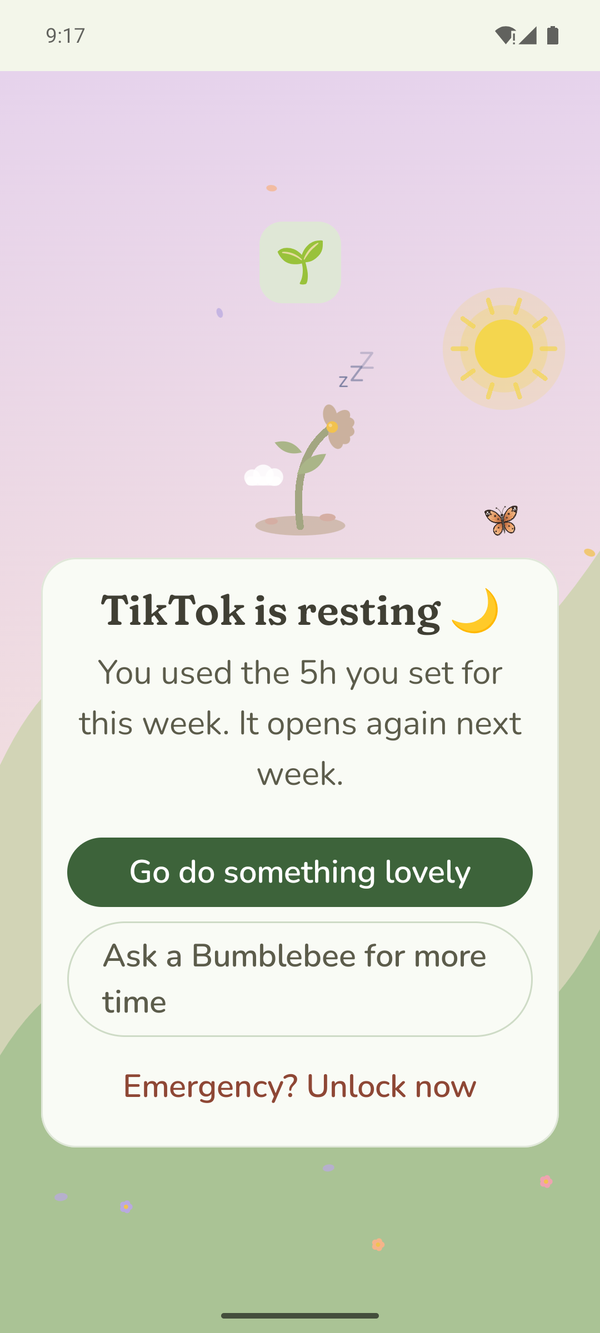 9:17
z
Z
Z
TikTok is resting 🌙
You used the 5h you set for
this week. It opens again next
week.
Go do something lovely
Ask a Bumblebee for more
time
Emergency? Unlock now